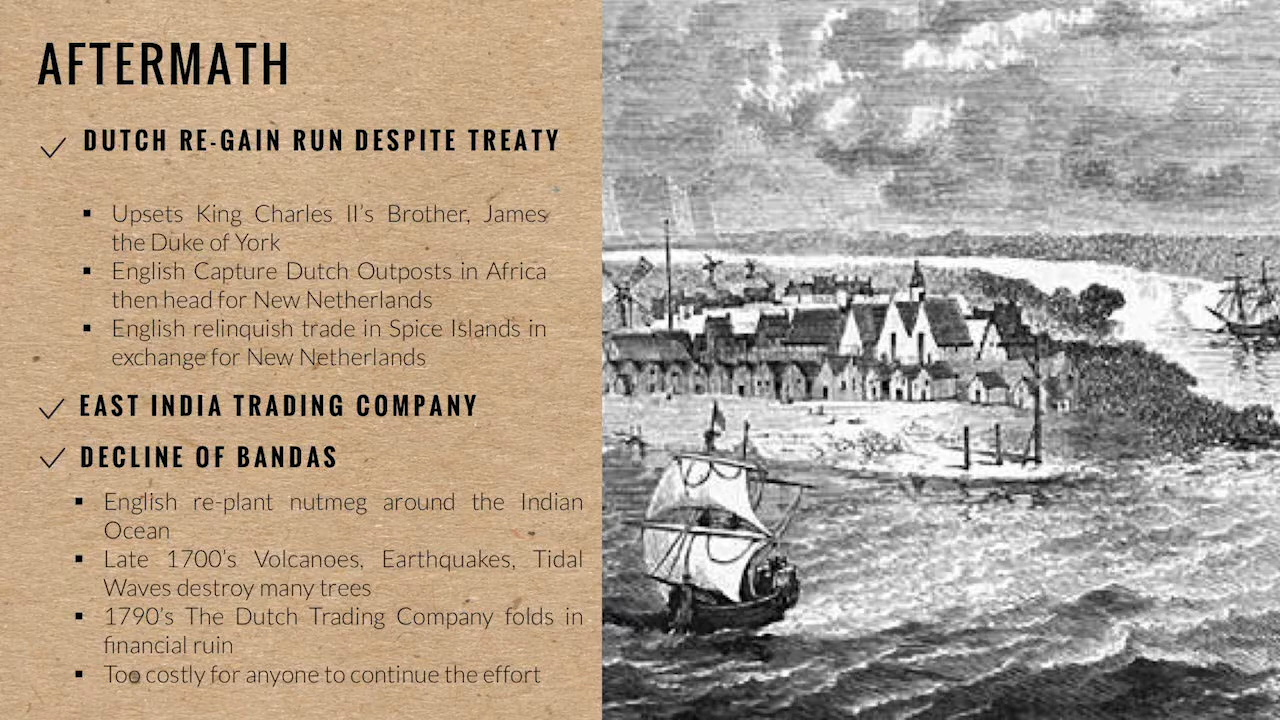 AFTERMATH
DUTCH RE-GAIN RUN DESPITE TREATY
Upsets King Charles II's Brother, James
the Duke of York
English Capture Dutch Outposts in Africa
then head for New Netherlands
English relinquish trade in Spice Islands in
exchange for New Netherlands
EAST INDIA TRADING COMPANY
DECLINE OF BANDAS
English re-plant nutmeg around the Indian
Ocean
Late 1700's Volcanoes, Earthquakes, Tidal
Waves destroy many trees
1790's The Dutch Trading Company folds in
financial ruin
Too costly for anyone to continue the effort